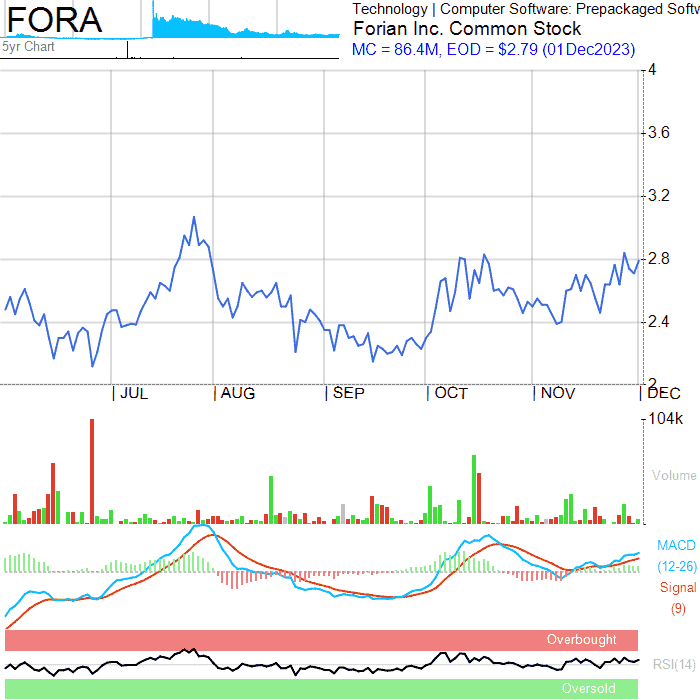 FORA
5yr Chart
Technology | Computer Software: Prepackaged Softw
Forian Inc. Common Stock
MC = 86.4M, EOD = $2.79 (01Dec2023)
4
3.6
3.2
2.8
2.4
2
JUL AUG SEP OCT NOV DEC
104k
Volume
MACD
(12-26)
Signal
(9)
Overbought
RSI(14)
Oversold